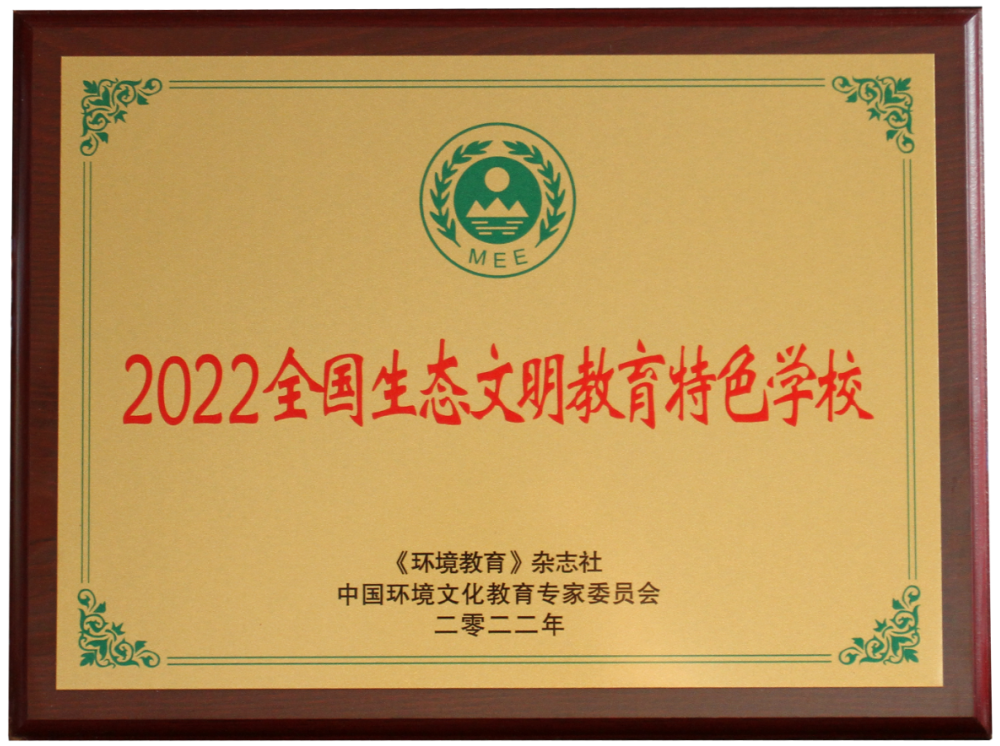 MEE
2022全国生态文明教育特色学校
《环境教育》杂志社
中国环境文化教育专家委员会
二零二二年